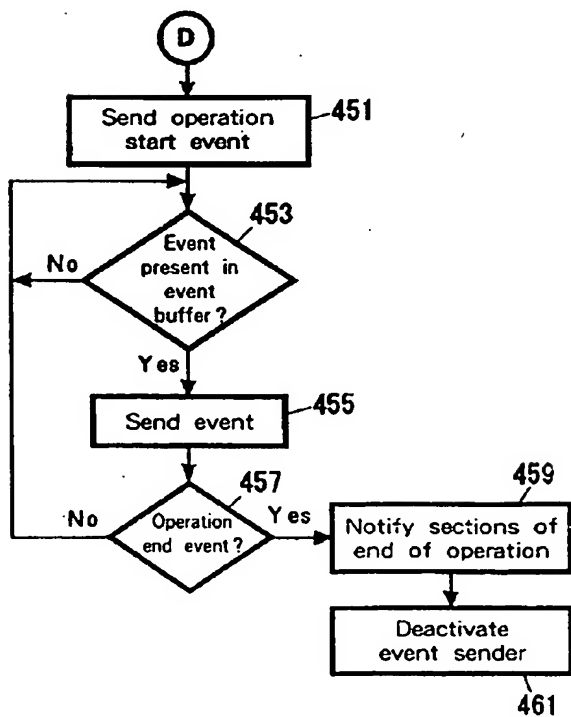 D
Send operation
start event
451
453
Event
present in
event
buffer?
No
Yes
Send event
455
457
Operation
end event?
No
Yes
459
Notify sections of
end of operation
Deactivate
event sender
461